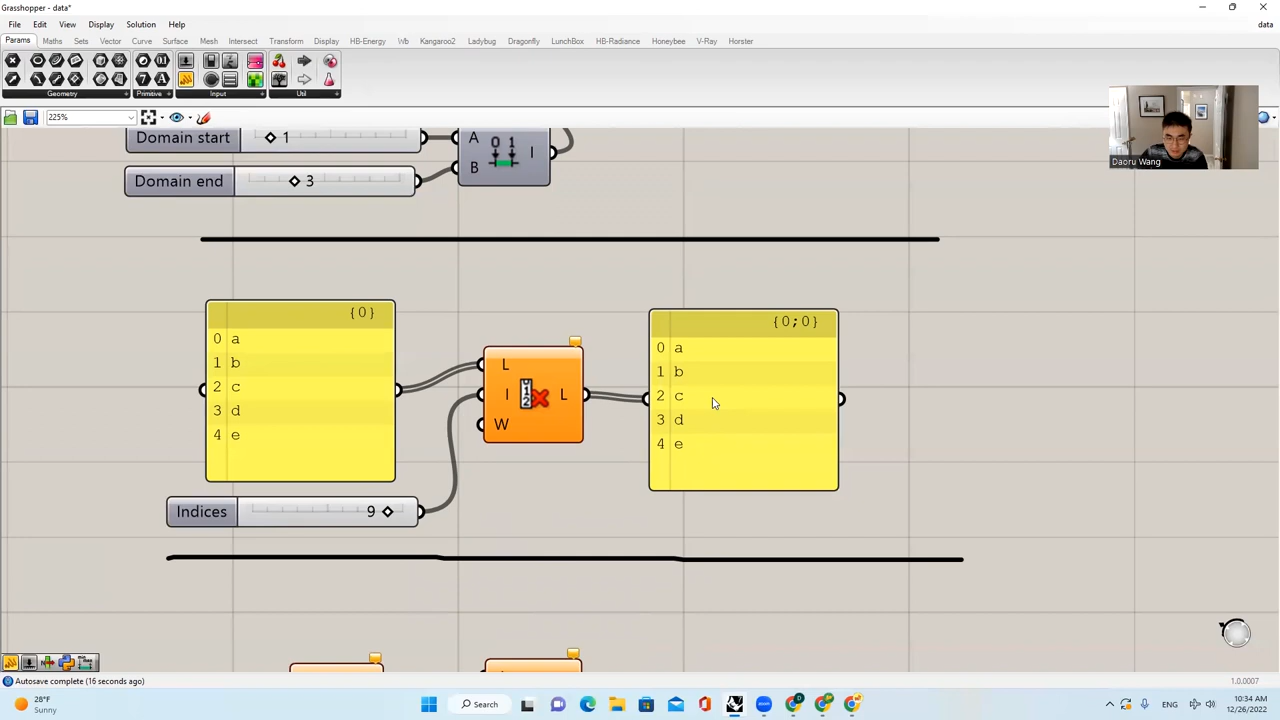 Grasshopper - data*
File Edit View Display Solution Help
data
Params Maths Sets Vector Curve Surface Mesh Intersect Transform Display HB-Energy Wb Kangaroo2 Ladybug Dragonfly LunchBox HB-Radiance Honeybee V-Ray Horster
Geometry Primitive Input Util
225%
Daoru Wang
Domain start 1
Domain end 3
A
B
I
0 1
{0}
0 a
1 b
2 c
3 d
4 e
L
I
W
L
{0;0}
0 a
1 b
2 c
3 d
4 e
Indices 9
Autosave complete (16 seconds ago)
1.0.0007
28°F
Sunny
Search
ENG
10:34 AM
12/26/2022